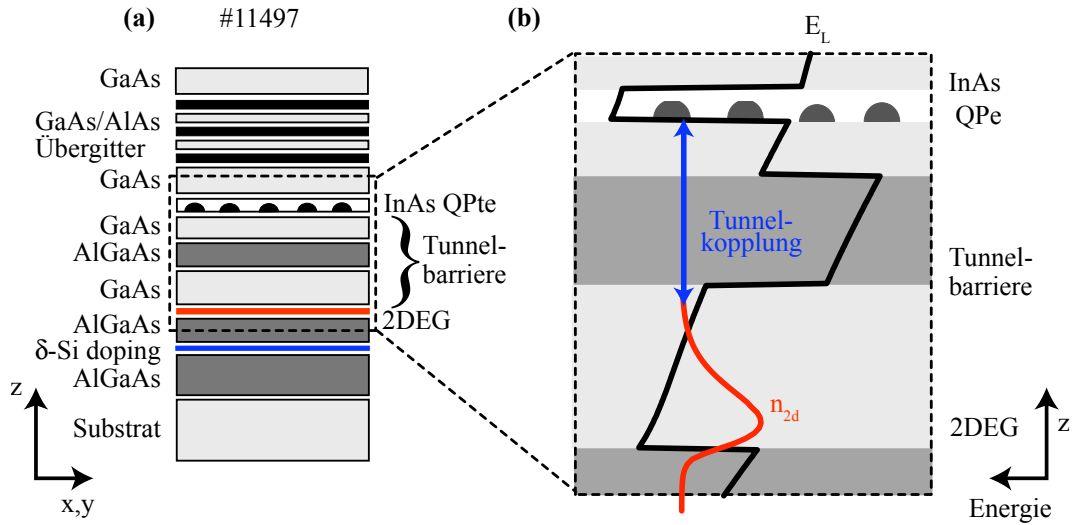 (a)
#11497
GaAs
GaAs/AlAs
Übergitter
GaAs
InAs QPte
GaAs
AlGaAs
Tunnel-
barriere
GaAs
2DEG
AlGaAs
δ-Si doping
AlGaAs
Substrat
z
x,y
(b)
E_L
InAs
QPe
Tunnel-
kopplung
Tunnel-
barriere
n_2d
2DEG
z
Energie